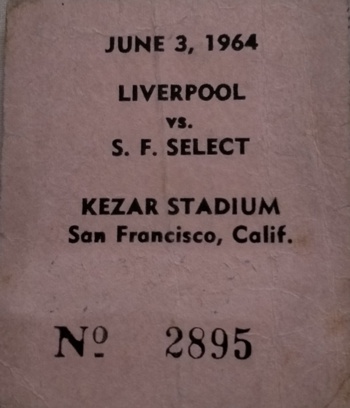 JUNE 3, 1964
LIVERPOOL
vs.
S. F. SELECT
KEZAR STADIUM
San Francisco, Calif.
Nº 2895